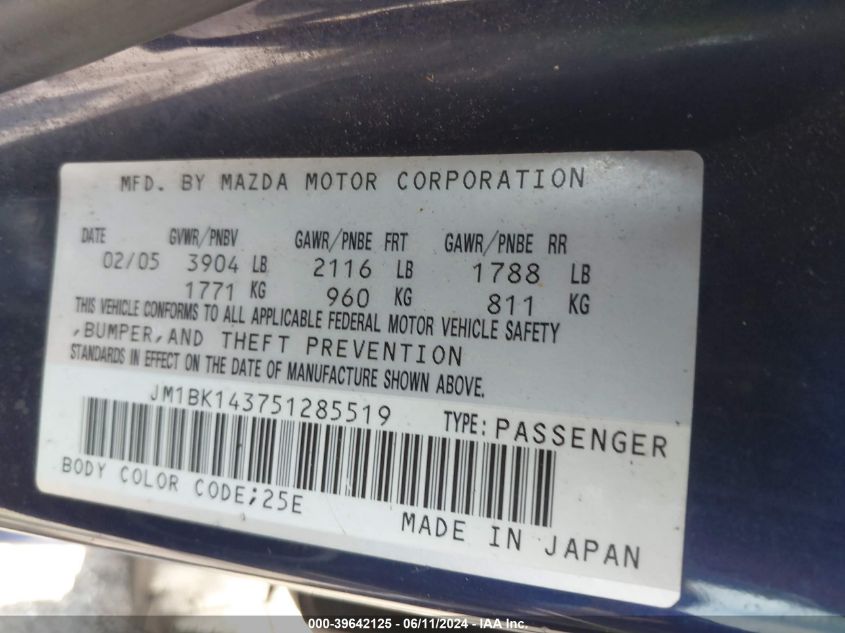 MFD. BY MAZDA MOTOR CORPORATION
DATE GVWR/PNBV GAWR/PNBE FRT GAWR/PNBE RR
02/05 3904 LB 2116 LB 1788 LB
1771 KG 960 KG 811 KG
THIS VEHICLE CONFORMS TO ALL APPLICABLE FEDERAL MOTOR VEHICLE SAFETY
,BUMPER,AND THEFT PREVENTION
STANDARDS IN EFFECT ON THE DATE OF MANUFACTURE SHOWN ABOVE.
JM1BK143751285519 TYPE: PASSENGER
BODY COLOR CODE;25E
MADE IN JAPAN
000-39642125 - 06/11/2024 - IAA Inc.